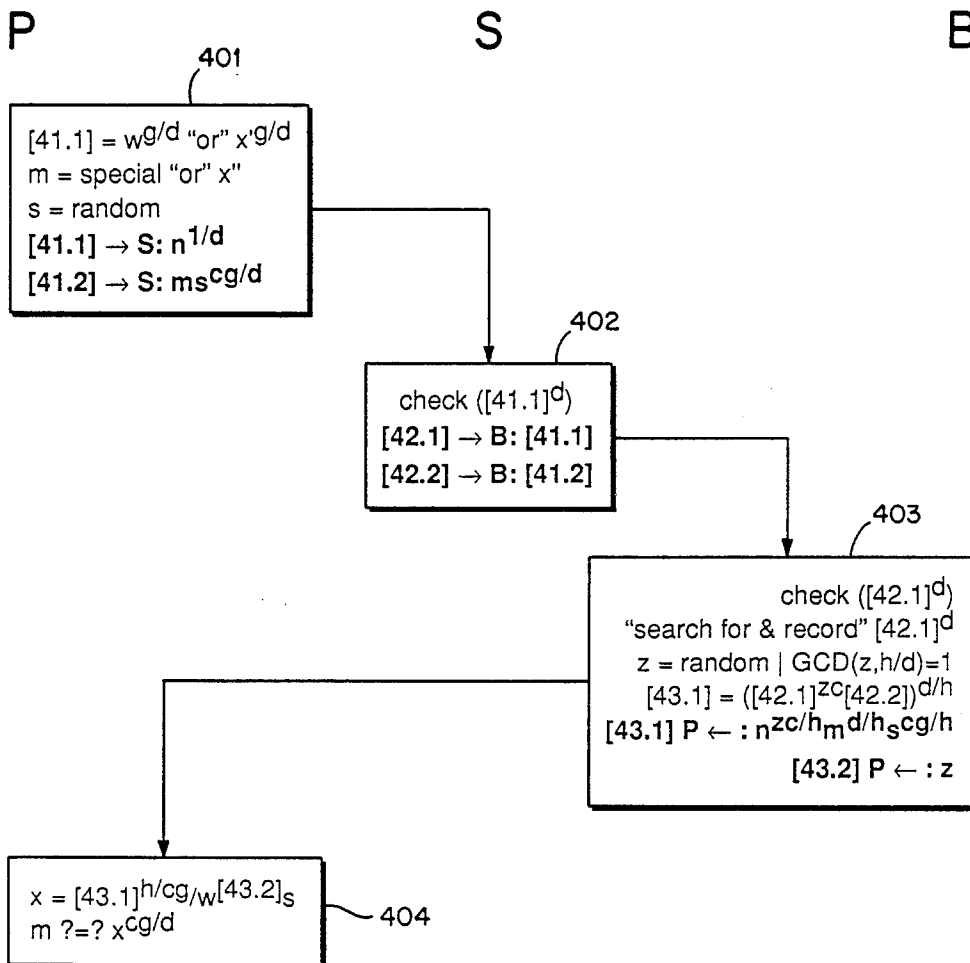 P S B
401
[41.1] = w^g/d "or" x'^g/d
m = special "or" x"
s = random
[41.1] → S: n^1/d
[41.2] → S: ms^cg/d
402
check ([41.1]^d)
[42.1] → B: [41.1]
[42.2] → B: [41.2]
403
check ([42.1]^d)
"search for & record" [42.1]^d
z = random | GCD(z,h/d)=1
[43.1] = ([42.1]^zc[42.2])^d/h
[43.1] P ← : n^zc/h m^d/h s^cg/h
[43.2] P ← : z
x = [43.1]^h/cg/w^[43.2]s
m ?=? x^cg/d
404